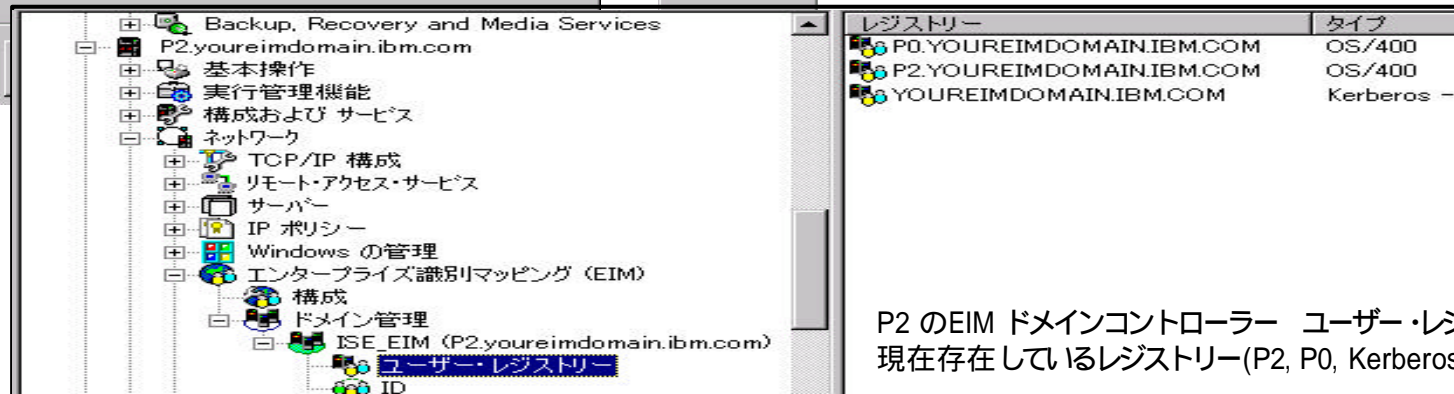 Backup, Recovery and Media Services
P2.youreimdomain.ibm.com
基本操作
実行管理機能
構成および サービス
ネットワーク
TCP/IP 構成
リモート・アクセス・サービス
サーバー
IP ポリシー
Windows の管理
エンタープライズ識別マッピング (EIM)
構成
ドメイン管理
ISE_EIM (P2.youreimdomain.ibm.com)
ユーザー・レジストリー
ID
レジストリー タイプ
P0.YOUREIMDOMAIN.IBM.COM OS/400
P2.YOUREIMDOMAIN.IBM.COM OS/400
YOUREIMDOMAIN.IBM.COM Kerberos -
P2 のEIM ドメインコントローラー ユーザー・レジ
現在存在しているレジストリー(P2, P0, Kerberos